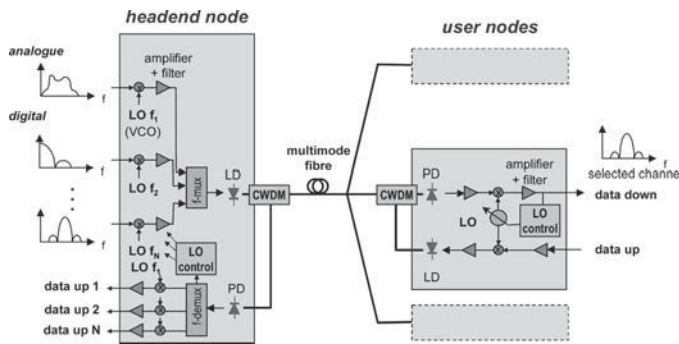 headend node
user nodes
analogue
amplifier
+ filter
f
LO f1
(VCO)
digital
f
LO f2
f
LO fN
LO f1
f-mux
LD
CWDM
multimode
fibre
LO
control
f-demux
PD
data up 1
data up 2
data up N
CWDM
PD
LD
amplifier
+ filter
LO
LO
control
f
selected channel
data down
data up